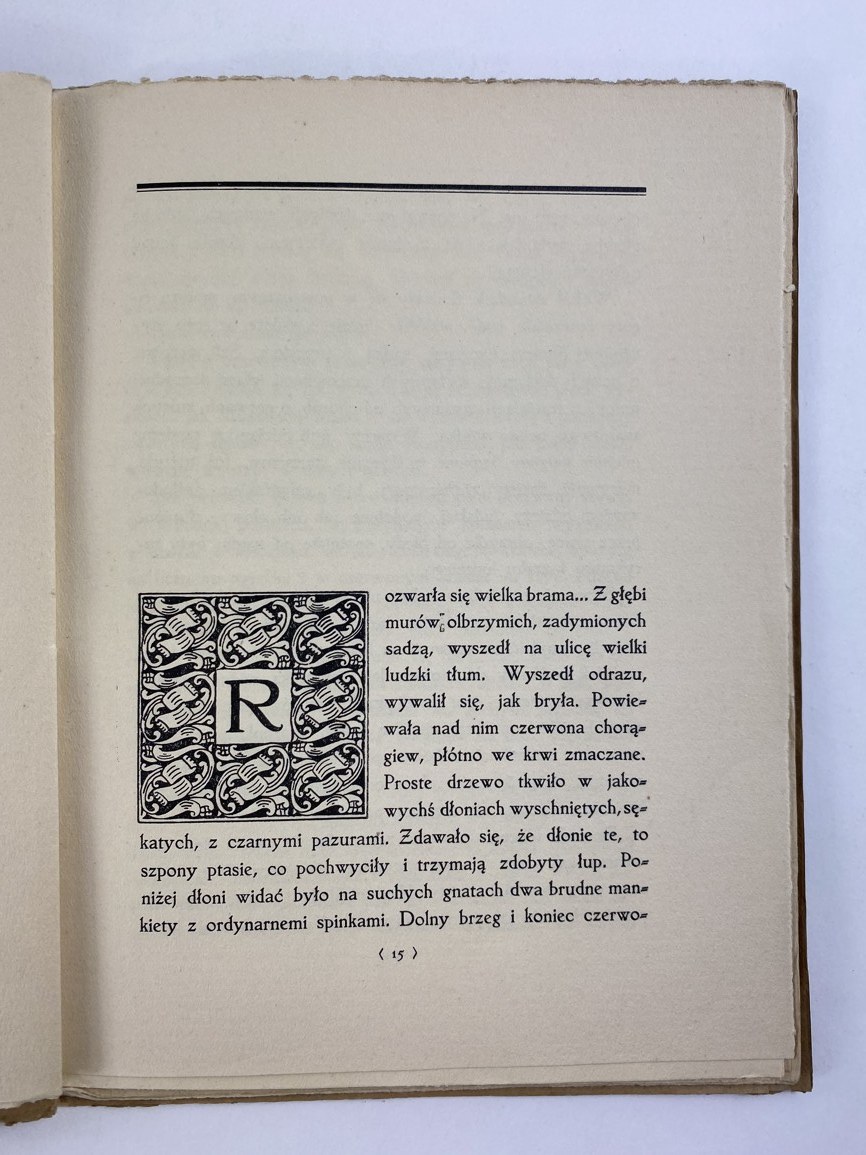 R
ozwarła się wielka brama... Z głębi
murów olbrzymich, zadymionych
sadzą, wyszedł na ulicę wielki
ludzki tłum. Wyszedł odrazu,
wywalił się, jak bryła. Powie-
wała nad nim czerwona chorą-
giew, płótno we krwi zmaczane.
Proste drzewo tkwiło w jako-
wychś dłoniach wyschniętych, sę-
katych, z czarnymi pazurami. Zdawało się, że dłonie te, to
szpony ptasie, co pochwyciły i trzymają zdobyty łup. Po-
niżej dłoni widać było na suchych gnatach dwa brudne man-
kiety z ordynarnemi spinkami. Dolny brzeg i koniec czerwo-
⟨ 15 ⟩